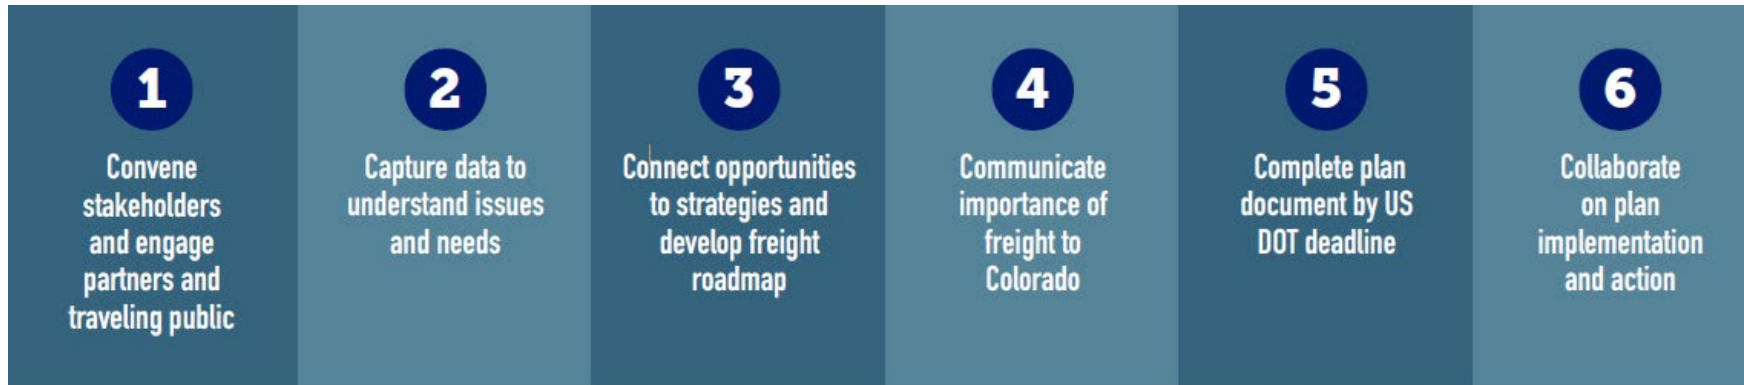 1
Convene
stakeholders
and engage
partners and
traveling public
2
Capture data to
understand issues
and needs
3
Connect opportunities
to strategies and
develop freight
roadmap
4
Communicate
importance of
freight to
Colorado
5
Complete plan
document by US
DOT deadline
6
Collaborate
on plan
implementation
and action